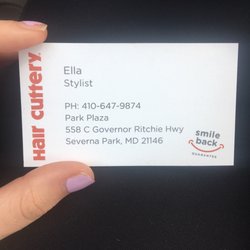 Hair Cuttery
Ella
Stylist
PH: 410-647-9874
Park Plaza
558 C Governor Ritchie Hwy
Severna Park, MD 21146
smile
back
GUARANTEE